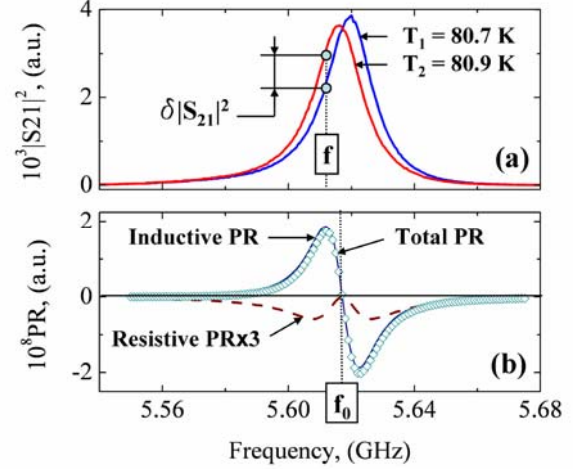 4
10³|S21|², (a.u.)
2
0
T₁ = 80.7 K
T₂ = 80.9 K
δ|S₂₁|²
f
(a)
2
10⁸PR, (a.u.)
0
-2
Inductive PR
Total PR
Resistive PRx3
(b)
f₀
5.56 5.60 5.64 5.68
Frequency, (GHz)